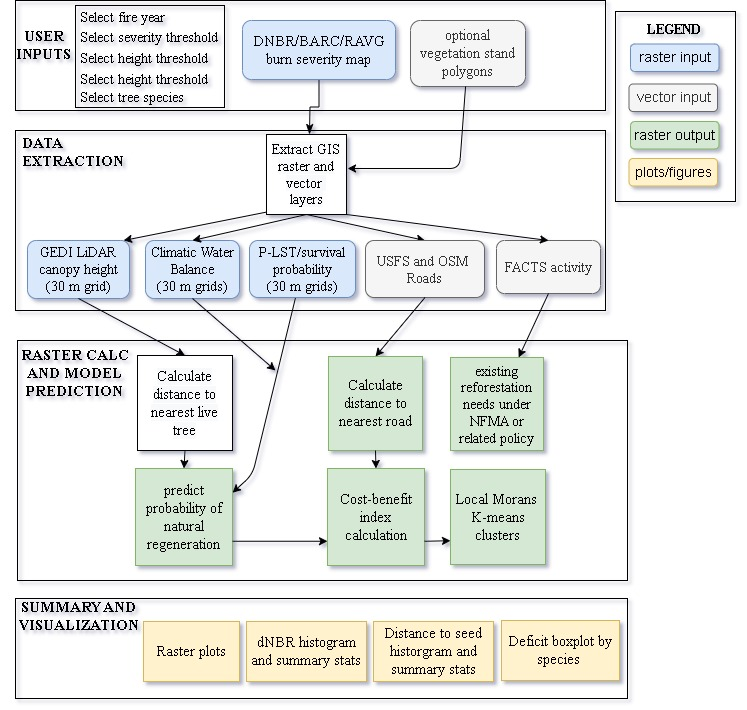 USER
INPUTS
Select fire year
Select severity threshold
Select height threshold
Select height threshold
Select tree species
DNBR/BARC/RAVG
burn severity map
optional
vegetation stand
polygons
LEGEND
raster input
vector input
raster output
plots/figures
DATA
EXTRACTION
Extract GIS
raster and
vector
layers
GEDI LiDAR
canopy height
(30 m grid)
Climatic Water
Balance
(30 m grids)
P-LST/survival
probability
(30 m grids)
USFS and OSM
Roads
FACTS activity
RASTER CALC
AND MODEL
PREDICTION
Calculate
distance to
nearest live
tree
Calculate
distance to
nearest road
existing
reforestation
needs under
NFMA or
related policy
predict
probability of
natural
regeneration
Cost-benefit
index
calculation
Local Morans
K-means
clusters
SUMMARY AND
VISUALIZATION
Raster plots
dNBR histogram
and summary stats
Distance to seed
historgram and
summary stats
Deficit boxplot by
species